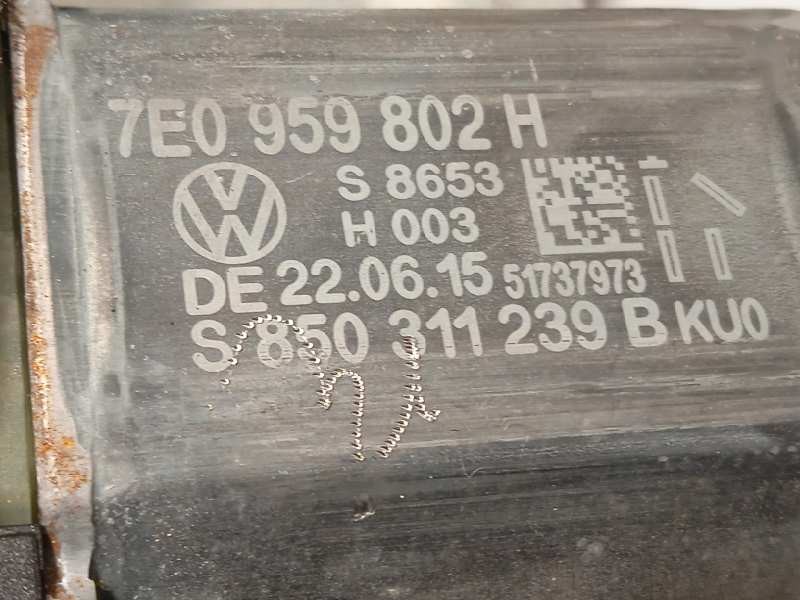 7E0 959 802 H
S 8653
H 003
DE 22.06.15 51737973
S 850 311 239 B KU0